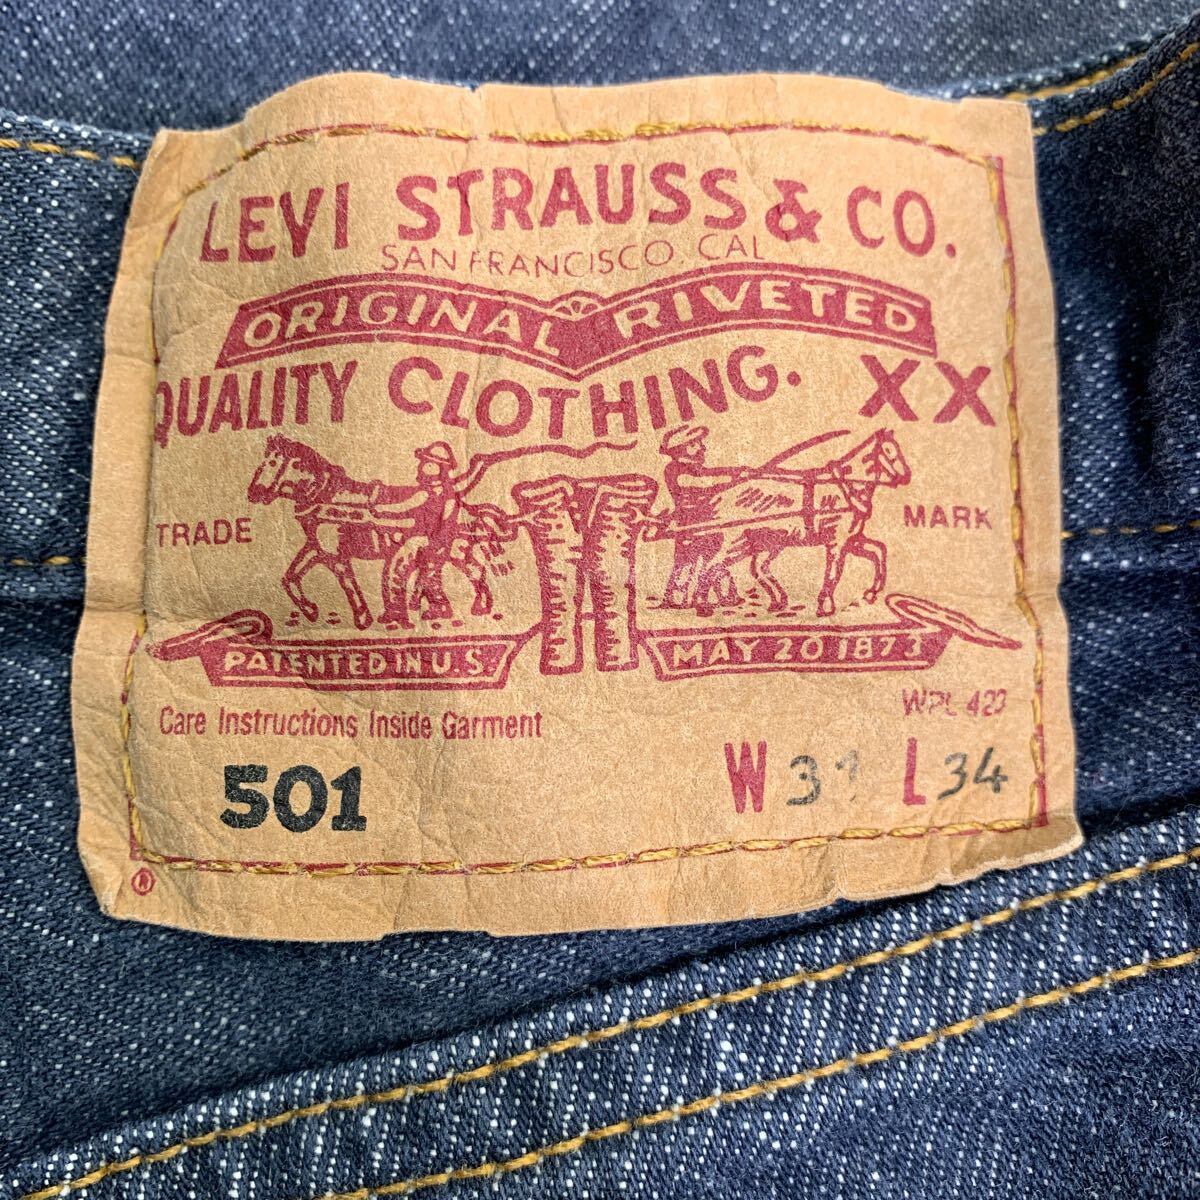 LEVI STRAUSS & CO.
SAN FRANCISCO. CAL
ORIGINAL RIVETED
QUALITY CLOTHING. XX
TRADE MARK
PATENTED IN U.S. MAY 20 1873
WPL 423
Care Instructions Inside Garment
501 W 31 L 34
®